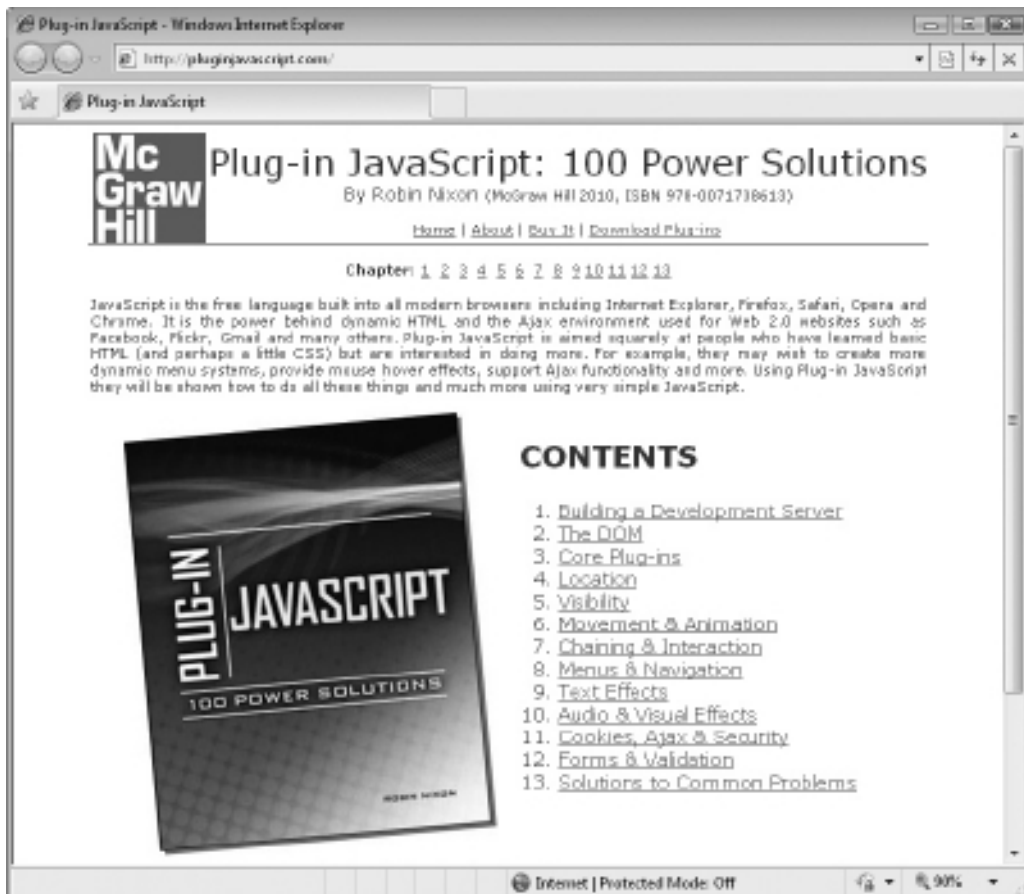 Plug-in JavaScript - Windows Internet Explorer
http://pluginjavascript.com/
Plug-in JavaScript
Mc
Graw
Hill
Plug-in JavaScript: 100 Power Solutions
By Robin Nixon (McGraw Hill 2010, ISBN 978-0071738613)
Home | About | Buy It | Download Plug-ins
Chapter: 1 2 3 4 5 6 7 8 9 10 11 12 13
JavaScript is the free language built into all modern browsers including Internet Explorer, Firefox, Safari, Opera and
Chrome. It is the power behind dynamic HTML and the Ajax environment used for Web 2.0 websites such as
Facebook, Flickr, Gmail and many others. Plug-in JavaScript is aimed squarely at people who have learned basic
HTML (and perhaps a little CSS) but are interested in doing more. For example, they may wish to create more
dynamic menu systems, provide mouse hover effects, support Ajax functionality and more. Using Plug-in JavaScript
they will be shown how to do all these things and much more using very simple JavaScript.
PLUG-IN
JAVASCRIPT
100 POWER SOLUTIONS
ROBIN NIXON
CONTENTS
1. Building a Development Server
2. The DOM
3. Core Plug-ins
4. Location
5. Visibility
6. Movement & Animation
7. Chaining & Interaction
8. Menus & Navigation
9. Text Effects
10. Audio & Visual Effects
11. Cookies, Ajax & Security
12. Forms & Validation
13. Solutions to Common Problems
Internet | Protected Mode: Off
90%